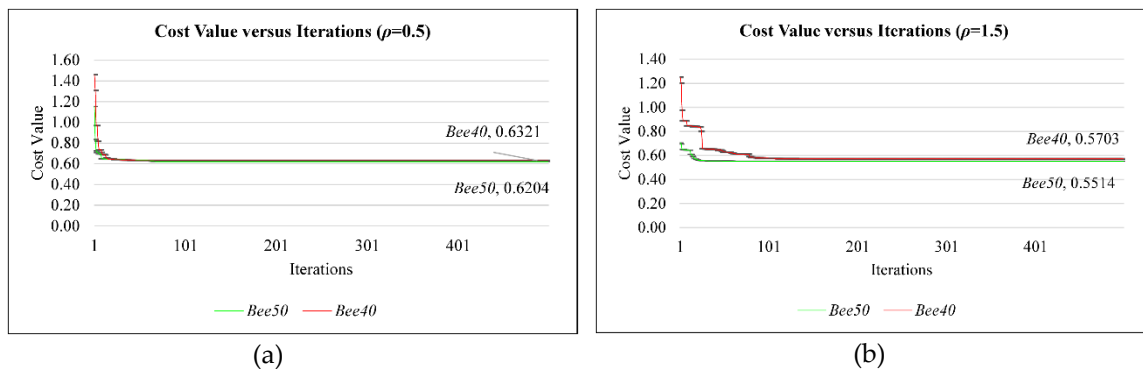 Cost Value versus Iterations (ρ=0.5)
1.60
1.40
1.20
1.00
0.80
0.60
0.40
0.20
0.00
Cost Value
Bee40, 0.6321
Bee50, 0.6204
1 101 201 301 401
Iterations
Bee50 Bee40
(a)
Cost Value versus Iterations (ρ=1.5)
1.40
1.20
1.00
0.80
0.60
0.40
0.20
0.00
Cost Value
Bee40, 0.5703
Bee50, 0.5514
1 101 201 301 401
Iterations
Bee50 Bee40
(b)